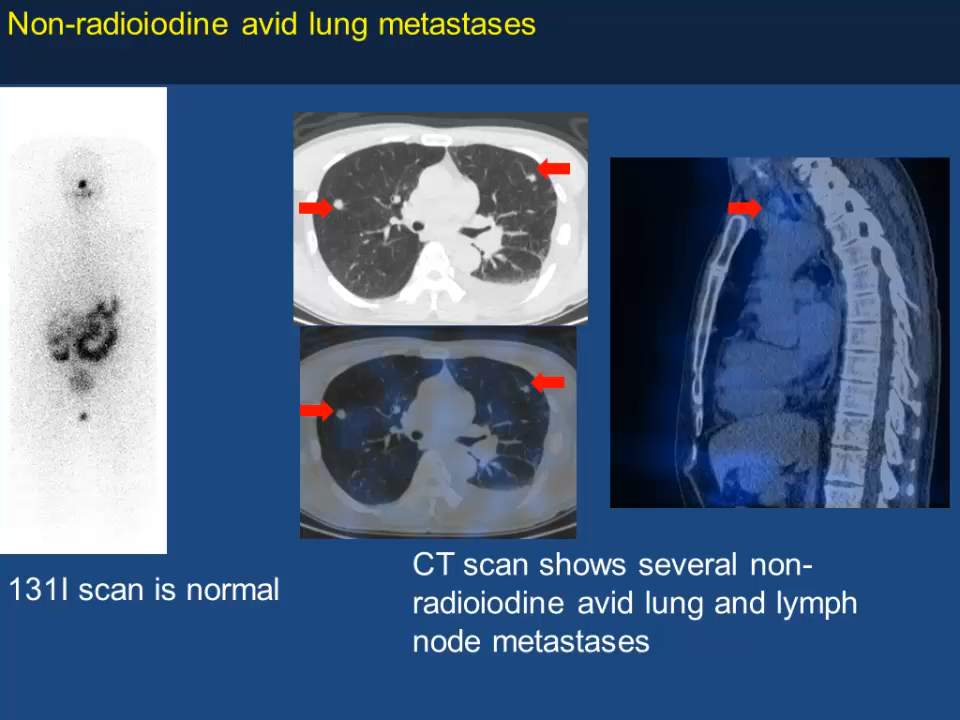 Non-radioiodine avid lung metastases
131I scan is normal
CT scan shows several non-
radioiodine avid lung and lymph
node metastases